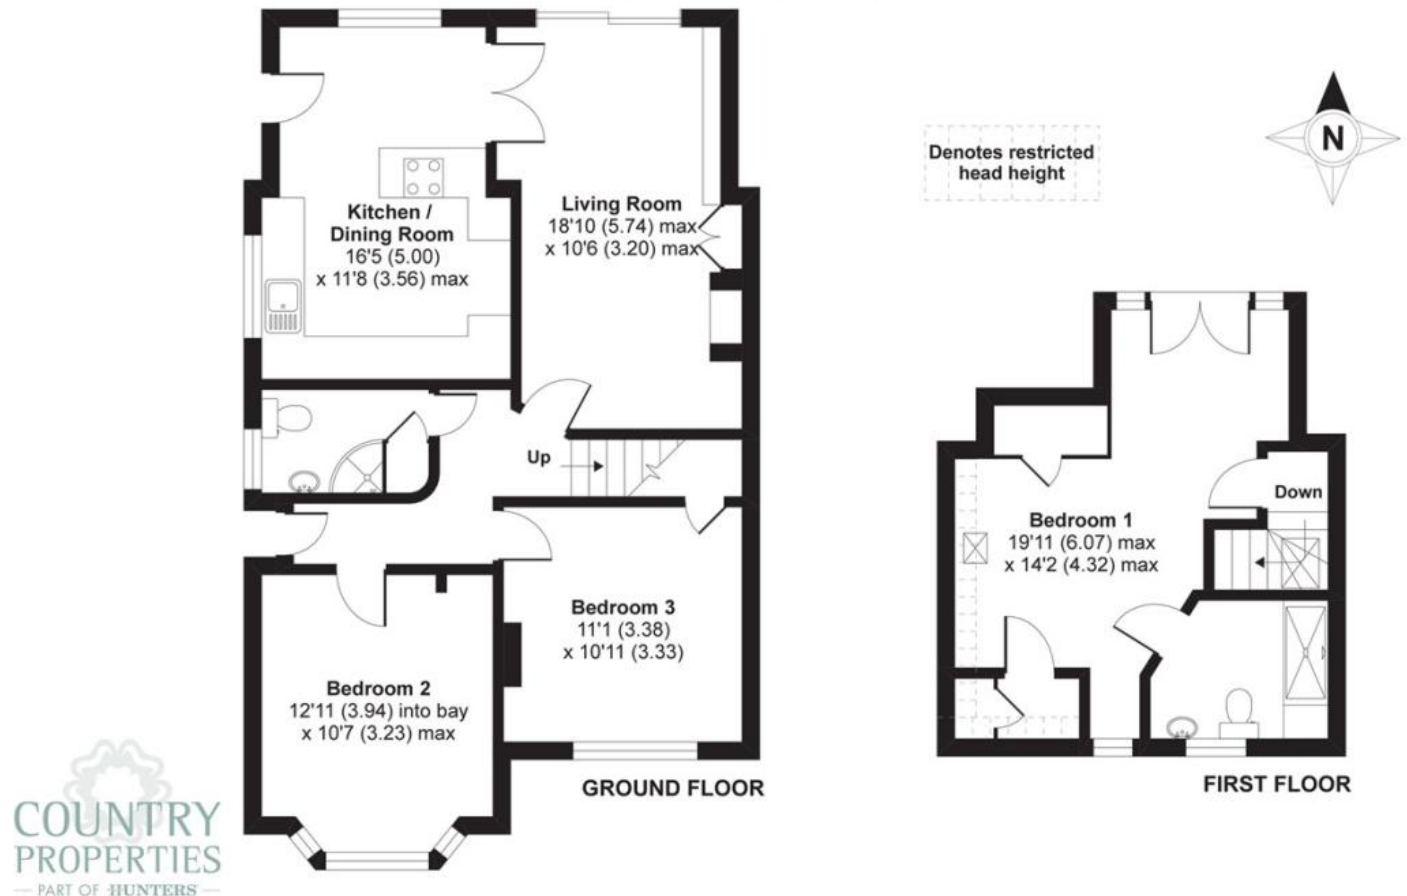 Kitchen /
Dining Room
16'5 (5.00)
x 11'8 (3.56) max
Living Room
18'10 (5.74) max
x 10'6 (3.20) max
Denotes restricted
head height
N
Up
Down
Bedroom 1
19'11 (6.07) max
x 14'2 (4.32) max
Bedroom 3
11'1 (3.38)
x 10'11 (3.33)
Bedroom 2
12'11 (3.94) into bay
x 10'7 (3.23) max
GROUND FLOOR
FIRST FLOOR
COUNTRY
PROPERTIES
PART OF HUNTERS